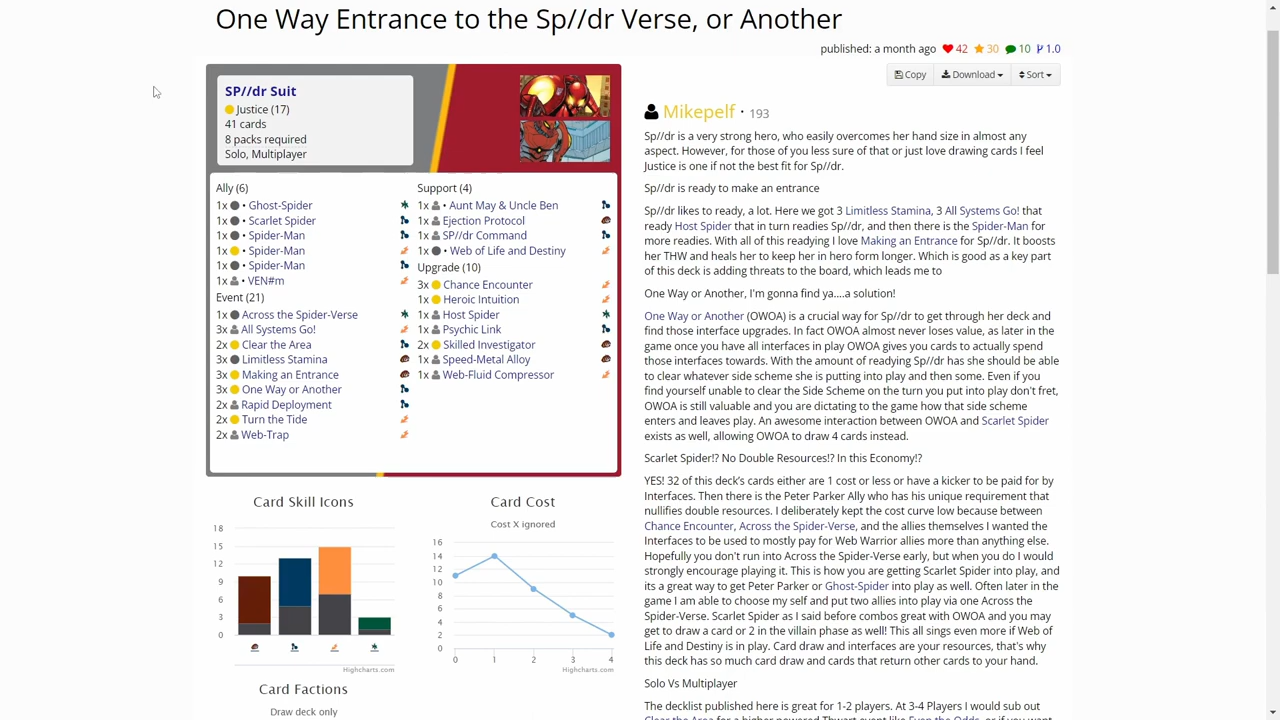 One Way Entrance to the Sp//dr Verse, or Another
published: a month ago 42 30 10 1.0
Copy Download Sort
SP//dr Suit
Justice (17)
41 cards
8 packs required
Solo, Multiplayer
Ally (6)
1x • Ghost-Spider
1x • Scarlet Spider
1x • Spider-Man
1x • Spider-Man
1x • Spider-Man
1x • VEN#m
Event (21)
1x Across the Spider-Verse
3x All Systems Go!
2x Clear the Area
3x Limitless Stamina
3x Making an Entrance
3x One Way or Another
2x Rapid Deployment
2x Turn the Tide
2x Web-Trap
Support (4)
1x • Aunt May & Uncle Ben
1x Ejection Protocol
1x SP//dr Command
1x • Web of Life and Destiny
Upgrade (10)
3x Chance Encounter
1x Heroic Intuition
1x Host Spider
1x Psychic Link
2x Skilled Investigator
1x Speed-Metal Alloy
1x Web-Fluid Compressor
Card Skill Icons
18
15
12
9
6
3
0
Highcharts.com
Card Cost
Cost X ignored
16
14
12
10
8
6
4
2
0
0 1 2 3 4
Highcharts.com
Card Factions
Draw deck only
Mikepelf · 193
Sp//dr is a very strong hero, who easily overcomes her hand size in almost any
aspect. However, for those of you less sure of that or just love drawing cards I feel
Justice is one if not the best fit for Sp//dr.
Sp//dr is ready to make an entrance
Sp//dr likes to ready, a lot. Here we got 3 Limitless Stamina, 3 All Systems Go! that
ready Host Spider that in turn readies Sp//dr, and then there is the Spider-Man for
more readies. With all of this readying I love Making an Entrance for Sp//dr. It boosts
her THW and heals her to keep her in hero form longer. Which is good as a key part
of this deck is adding threats to the board, which leads me to
One Way or Another, I'm gonna find ya....a solution!
One Way or Another (OWOA) is a crucial way for Sp//dr to get through her deck and
find those interface upgrades. In fact OWOA almost never loses value, as later in the
game once you have all interfaces in play OWOA gives you cards to actually spend
those interfaces towards. With the amount of readying Sp//dr has she should be able
to clear whatever side scheme she is putting into play and then some. Even if you
find yourself unable to clear the Side Scheme on the turn you put into play don't fret,
OWOA is still valuable and you are dictating to the game how that side scheme
enters and leaves play. An awesome interaction between OWOA and Scarlet Spider
exists as well, allowing OWOA to draw 4 cards instead.
Scarlet Spider!? No Double Resources!? In this Economy!?
YES! 32 of this deck's cards either are 1 cost or less or have a kicker to be paid for by
Interfaces. Then there is the Peter Parker Ally who has his unique requirement that
nullifies double resources. I deliberately kept the cost curve low because between
Chance Encounter, Across the Spider-Verse, and the allies themselves I wanted the
Interfaces to be used to mostly pay for Web Warrior allies more than anything else.
Hopefully you don't run into Across the Spider-Verse early, but when you do I would
strongly encourage playing it. This is how you are getting Scarlet Spider into play, and
its a great way to get Peter Parker or Ghost-Spider into play as well. Often later in the
game I am able to choose my self and put two allies into play via one Across the
Spider-Verse. Scarlet Spider as I said before combos great with OWOA and you may
get to draw a card or 2 in the villain phase as well! This all sings even more if Web of
Life and Destiny is in play. Card draw and interfaces are your resources, that's why
this deck has so much card draw and cards that return other cards to your hand.
Solo Vs Multiplayer
The decklist published here is great for 1-2 players. At 3-4 Players I would sub out
Clear the Area for a higher powered Thwart event like Even the Odds, or if you want